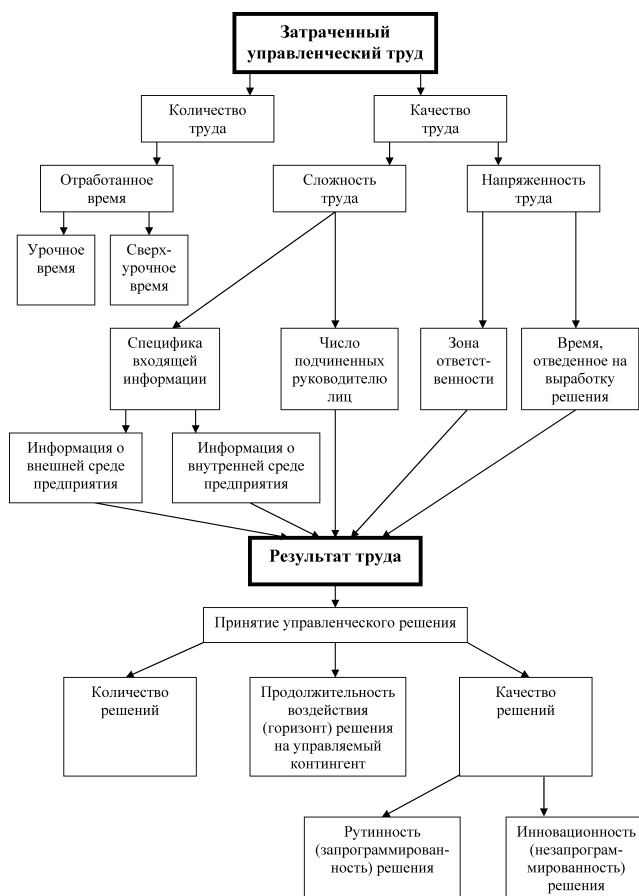 Затраченный
управленческий труд
Количество
труда
Качество
труда
Отработанное
время
Сложность
труда
Напряженность
труда
Урочное
время
Сверх-
урочное
время
Специфика
входящей
информации
Число
подчиненных
руководителю
лиц
Зона
ответст-
венности
Время,
отведенное на
выработку
решения
Информация о
внешней среде
предприятия
Информация о
внутренней среде
предприятия
Результат труда
Принятие управленческого решения
Количество
решений
Продолжительность
воздействия
(горизонт) решения
на управляемый
контингент
Качество
решений
Рутинность
(запрограммирован-
ность) решения
Инновационность
(незапрограм-
мированность)
решения